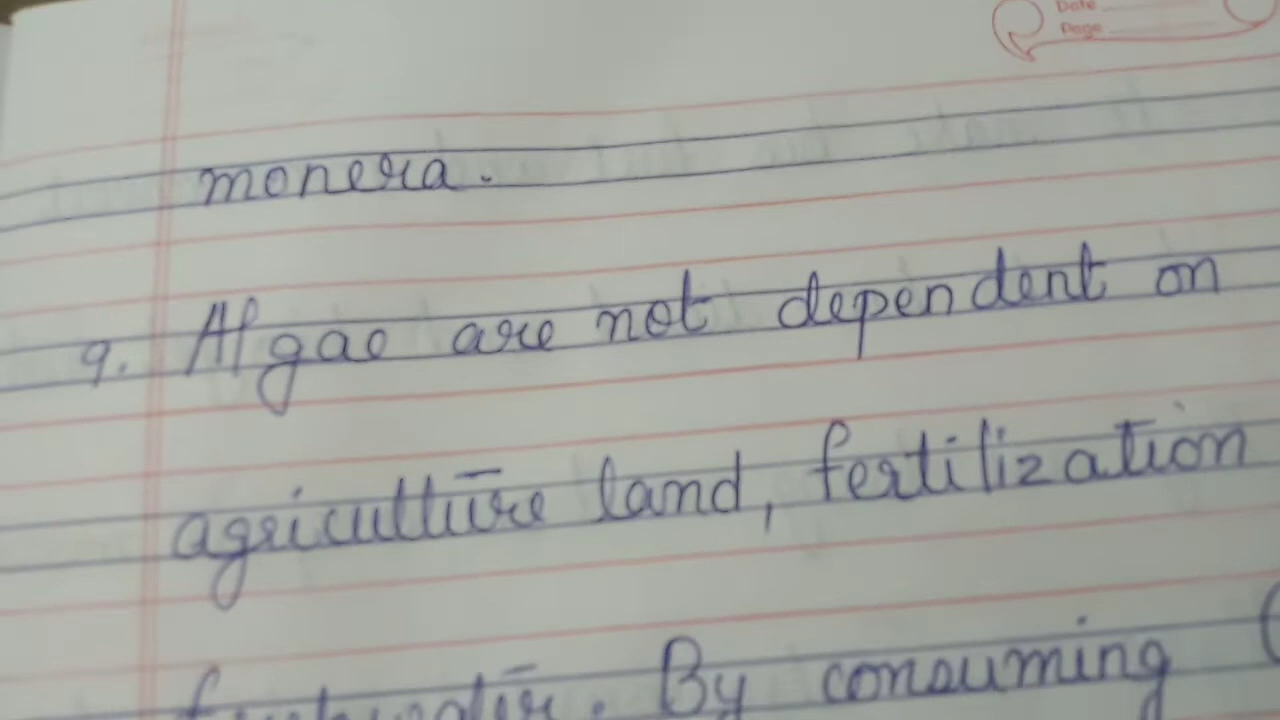 Date
Page
monera.
9. Algae are not dependent on
agriculture land, fertilization
By consuming